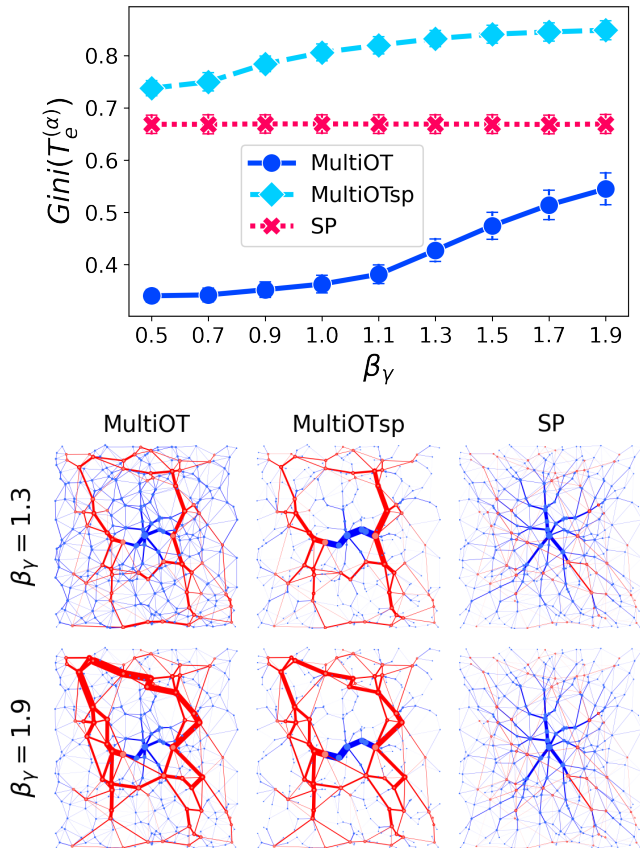 0.8
0.7
0.6
0.5
0.4
Gini(T_e^{(α)})
MultiOT
MultiOTsp
SP
0.5 0.7 0.9 1.0 1.1 1.3 1.5 1.7 1.9
β_γ
MultiOT MultiOTsp SP
β_γ = 1.3
β_γ = 1.9